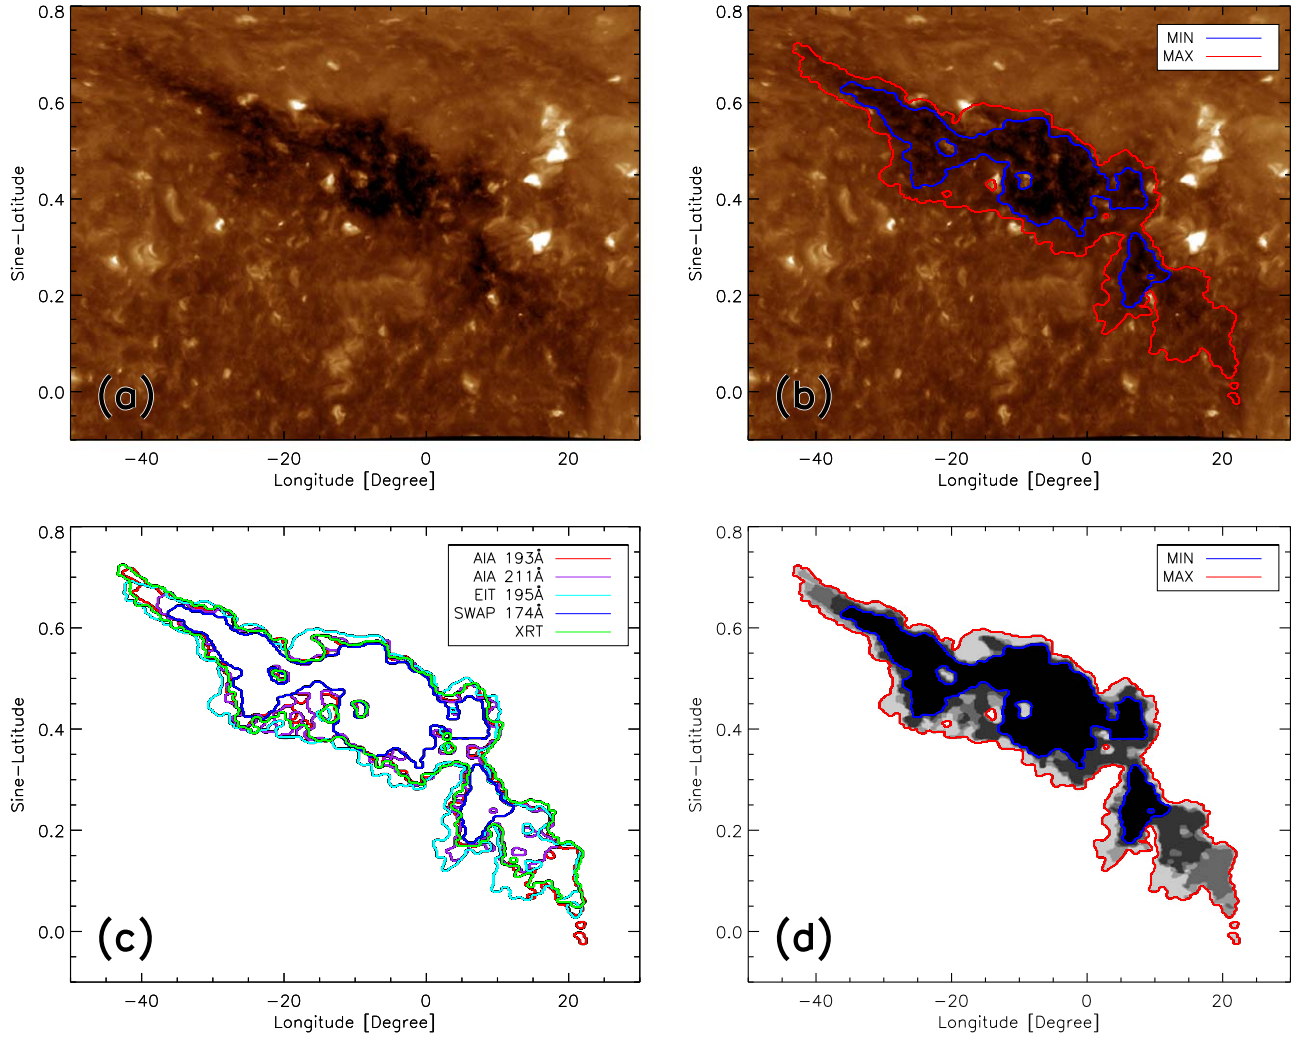 0.8
0.6
0.4
0.2
0.0
Sine-Latitude
(a)
-40 -20 0 20
Longitude [Degree]
0.8
0.6
0.4
0.2
0.0
Sine-Latitude
MIN
MAX
(b)
-40 -20 0 20
Longitude [Degree]
0.8
0.6
0.4
0.2
0.0
Sine-Latitude
AIA 193Å
AIA 211Å
EIT 195Å
SWAP 174Å
XRT
(c)
-40 -20 0 20
Longitude [Degree]
0.8
0.6
0.4
0.2
0.0
Sine-Latitude
MIN
MAX
(d)
-40 -20 0 20
Longitude [Degree]